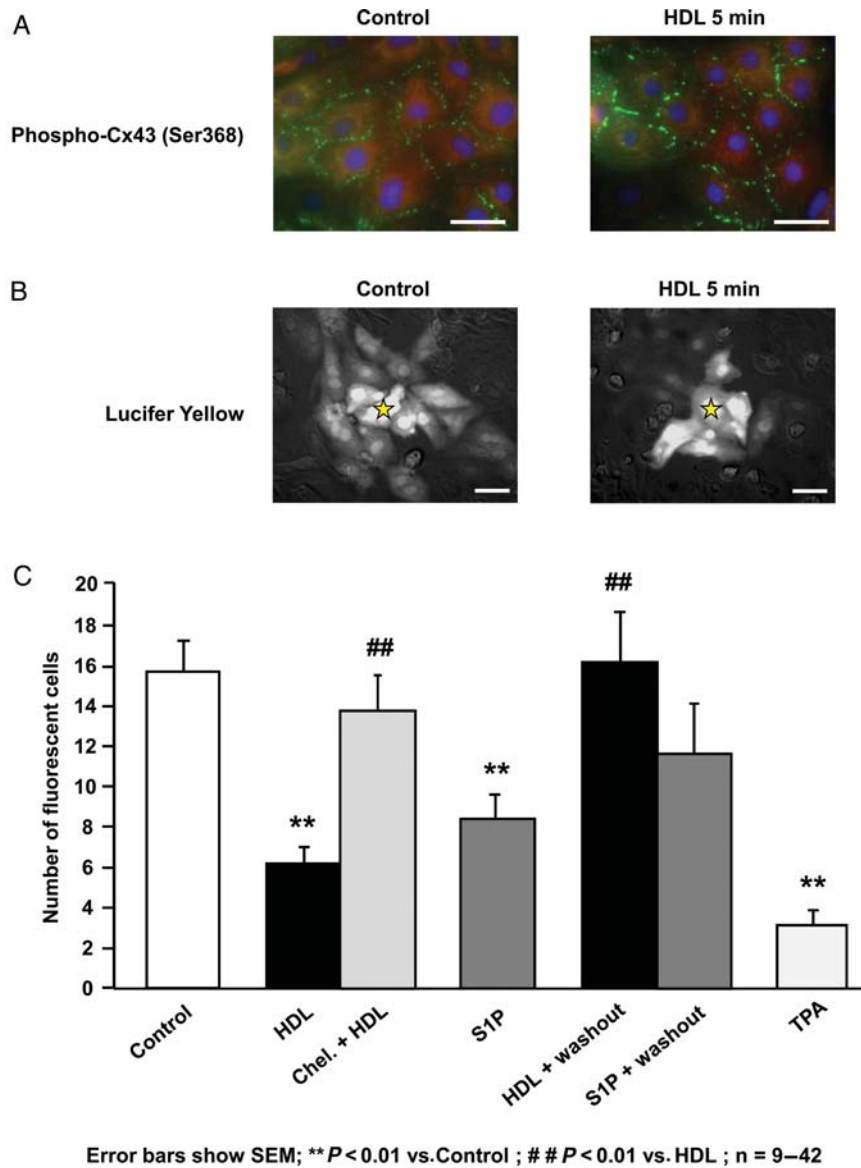 A
Control
HDL 5 min
Phospho-Cx43 (Ser368)
B
Control
HDL 5 min
Lucifer Yellow
C
Number of fluorescent cells
20
18
16
14
12
10
8
6
4
2
0
**
##
**
##
**
Control
HDL
Chel. + HDL
S1P
HDL + washout
S1P + washout
TPA
Error bars show SEM; **P < 0.01 vs.Control ; # # P < 0.01 vs. HDL ; n = 9–42